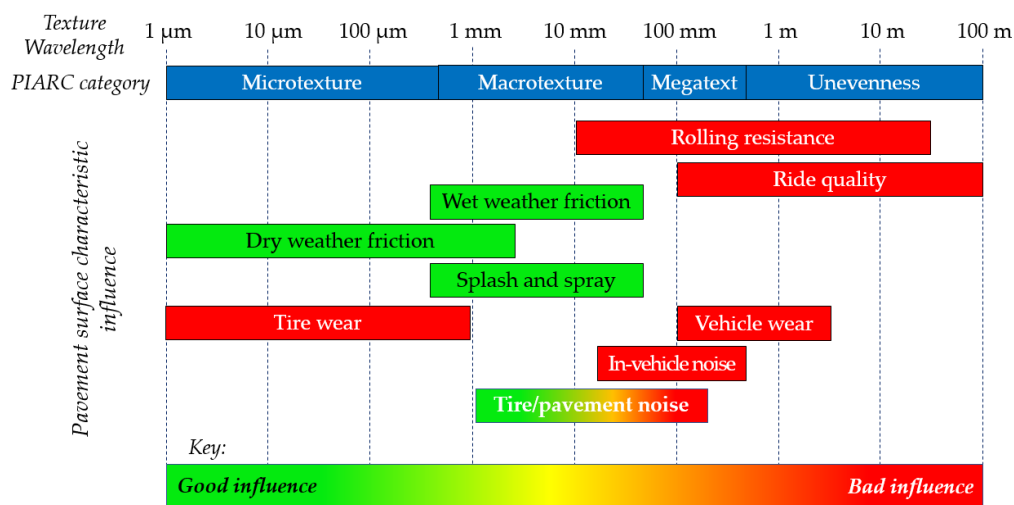 Texture
Wavelength
1 μm 10 μm 100 μm 1 mm 10 mm 100 mm 1 m 10 m 100 m
PIARC category
Microtexture Macrotexture Megatext Unevenness
Pavement surface characteristic
influence
Rolling resistance
Ride quality
Wet weather friction
Dry weather friction
Splash and spray
Tire wear
Vehicle wear
In-vehicle noise
Tire/pavement noise
Key:
Good influence
Bad influence